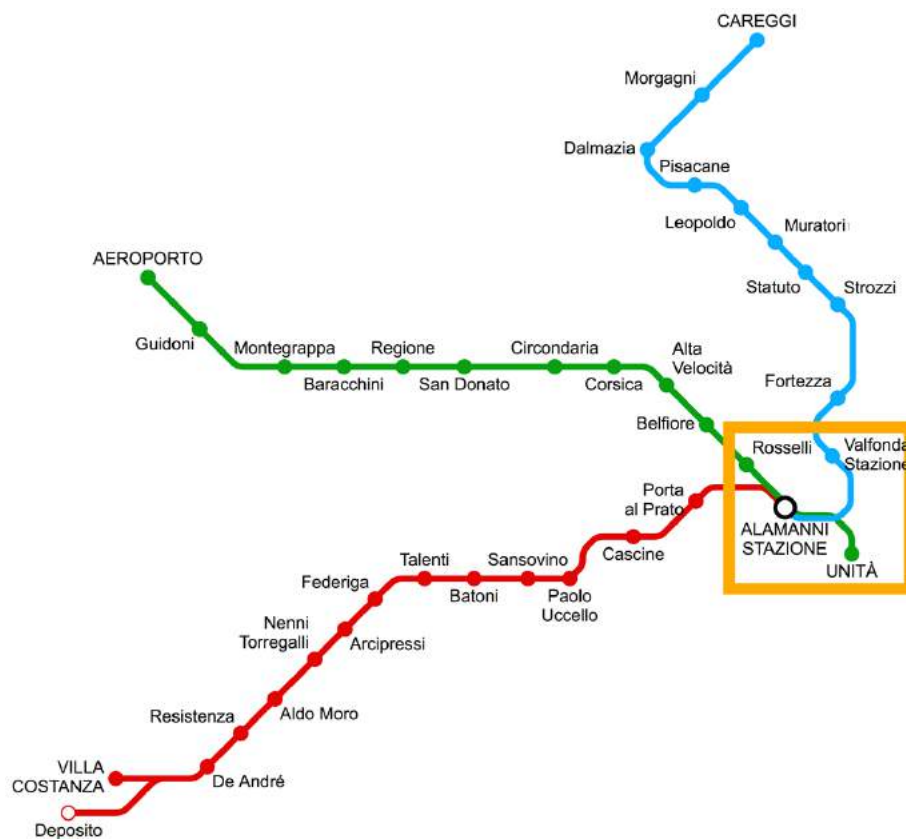 CAREGGI
Morgagni
Dalmazia
Pisacane
Leopoldo
Muratori
Statuto
Strozzi
Fortezza
Valfonda
Stazione
AEROPORTO
Guidoni
Montegrappa
Baracchini
Regione
San Donato
Circondaria
Corsica
Alta
Velocità
Belfiore
Rosselli
ALAMANNI
STAZIONE
UNITÀ
Porta
al Prato
Cascine
Paolo
Uccello
Sansovino
Batoni
Talenti
Federiga
Arcipressi
Nenni
Torregalli
Aldo Moro
Resistenza
De André
VILLA
COSTANZA
Deposito